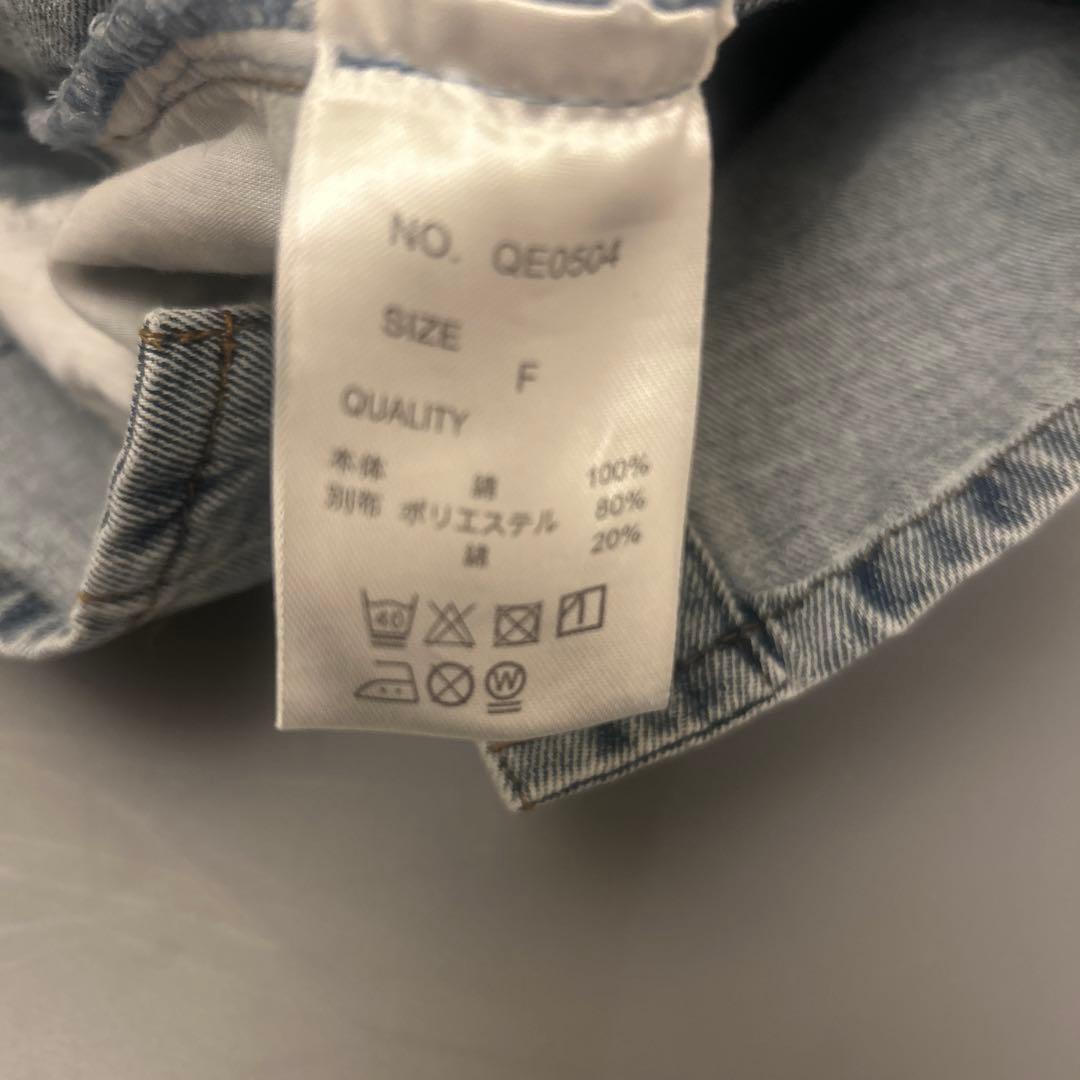 NO. QE0504
SIZE
F
QUALITY
本体 綿 100%
別布 ポリエステル 80%
綿 20%
40
W